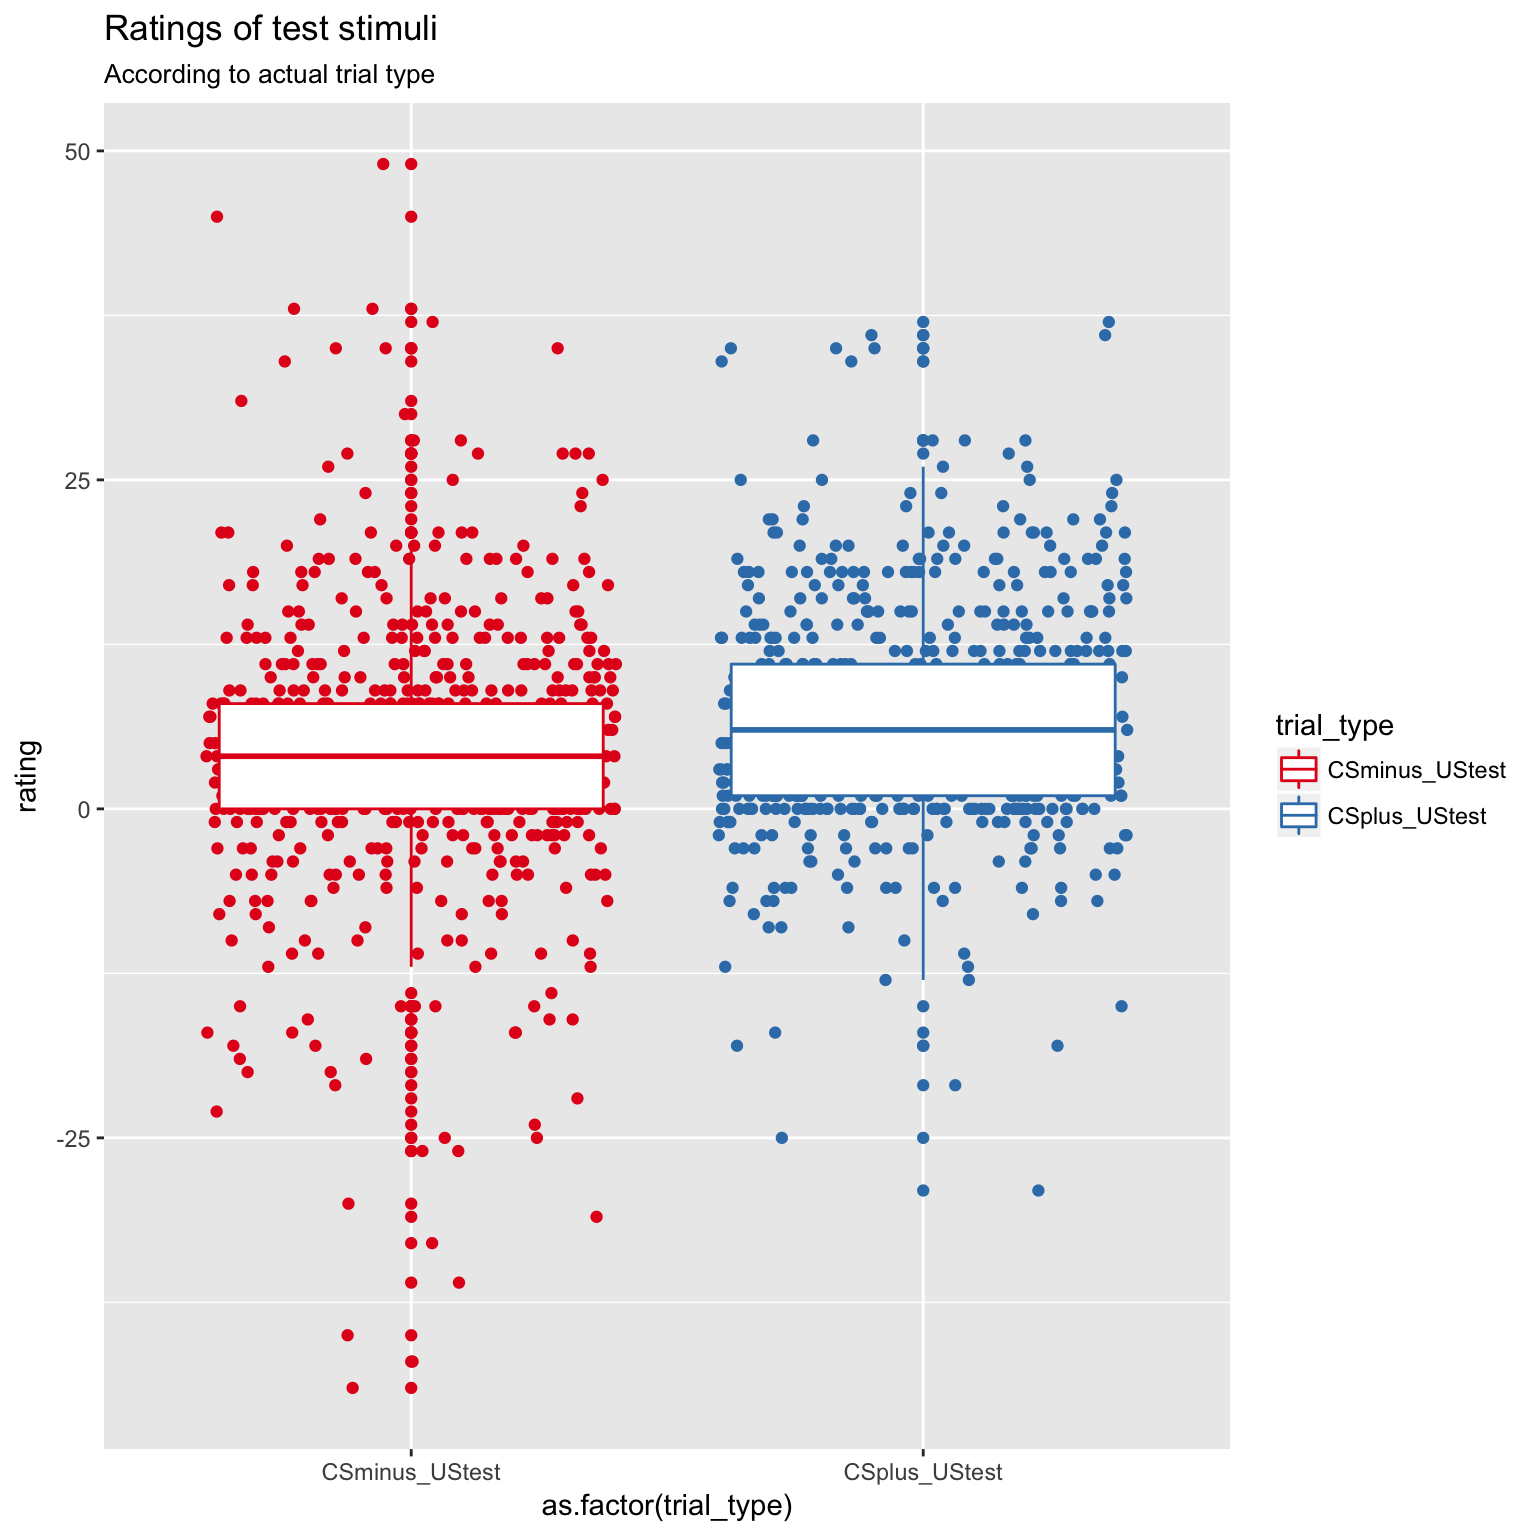 Ratings of test stimuli
According to actual trial type
50
25
0
-25
rating
CSminus_UStest
CSplus_UStest
as.factor(trial_type)
trial_type
CSminus_UStest
CSplus_UStest